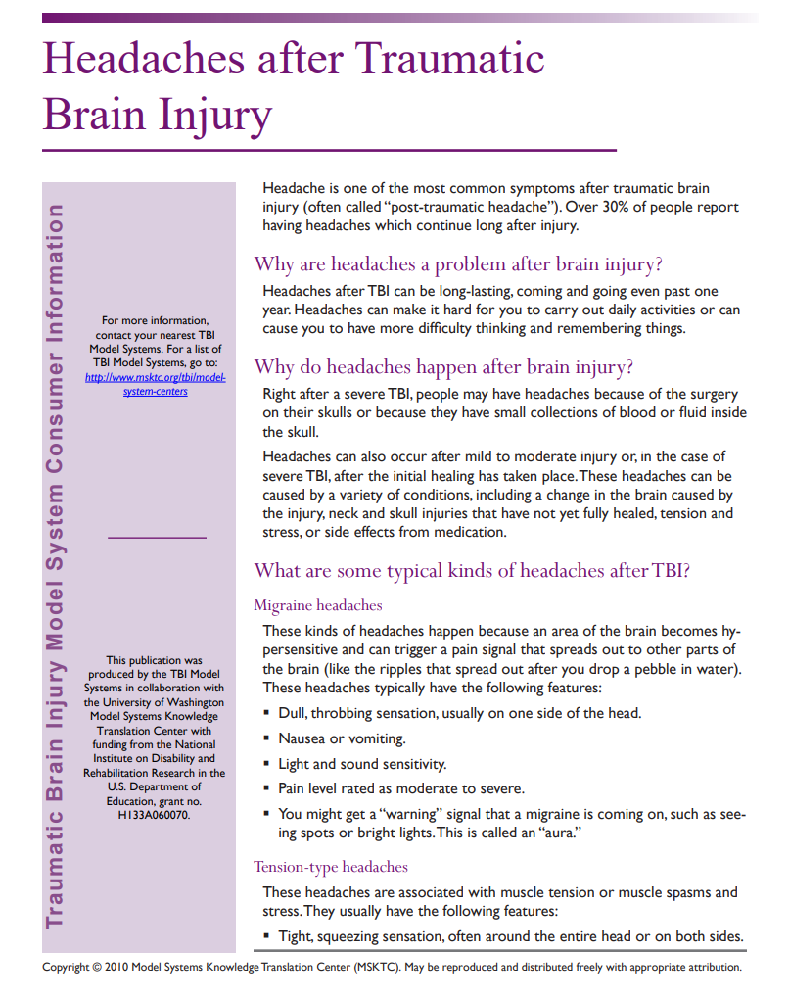 Headaches after Traumatic
Brain Injury
Traumatic Brain Injury Model System Consumer Information
For more information,
contact your nearest TBI
Model Systems. For a list of
TBI Model Systems, go to:
http://www.msktc.org/tbi/model-
system-centers
This publication was
produced by the TBI Model
Systems in collaboration with
the University of Washington
Model Systems Knowledge
Translation Center with
funding from the National
Institute on Disability and
Rehabilitation Research in the
U.S. Department of
Education, grant no.
H133A060070.
Headache is one of the most common symptoms after traumatic brain
injury (often called “post-traumatic headache”). Over 30% of people report
having headaches which continue long after injury.
Why are headaches a problem after brain injury?
Headaches after TBI can be long-lasting, coming and going even past one
year. Headaches can make it hard for you to carry out daily activities or can
cause you to have more difficulty thinking and remembering things.
Why do headaches happen after brain injury?
Right after a severe TBI, people may have headaches because of the surgery
on their skulls or because they have small collections of blood or fluid inside
the skull.
Headaches can also occur after mild to moderate injury or, in the case of
severe TBI, after the initial healing has taken place. These headaches can be
caused by a variety of conditions, including a change in the brain caused by
the injury, neck and skull injuries that have not yet fully healed, tension and
stress, or side effects from medication.
What are some typical kinds of headaches after TBI?
Migraine headaches
These kinds of headaches happen because an area of the brain becomes hy-
persensitive and can trigger a pain signal that spreads out to other parts of
the brain (like the ripples that spread out after you drop a pebble in water).
These headaches typically have the following features:
▪ Dull, throbbing sensation, usually on one side of the head.
▪ Nausea or vomiting.
▪ Light and sound sensitivity.
▪ Pain level rated as moderate to severe.
▪ You might get a “warning” signal that a migraine is coming on, such as see-
ing spots or bright lights. This is called an “aura.”
Tension-type headaches
These headaches are associated with muscle tension or muscle spasms and
stress. They usually have the following features:
▪ Tight, squeezing sensation, often around the entire head or on both sides.
Copyright © 2010 Model Systems Knowledge Translation Center (MSKTC). May be reproduced and distributed freely with appropriate attribution.